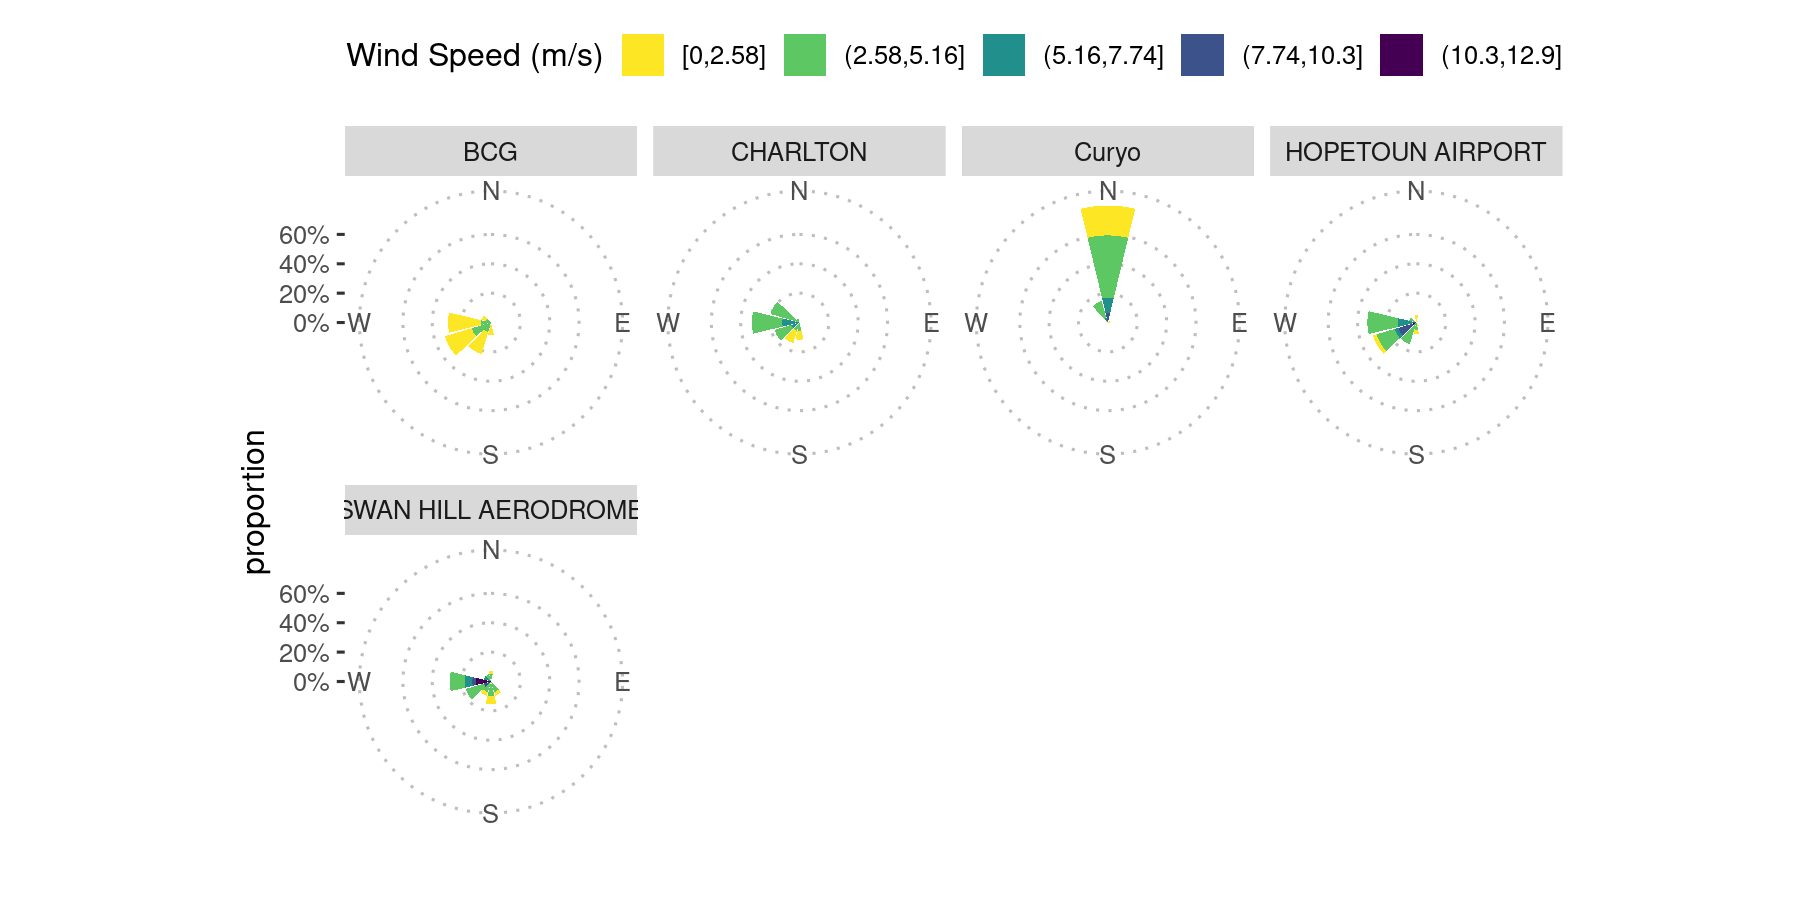 Wind Speed (m/s) [0,2.58] (2.58,5.16] (5.16,7.74] (7.74,10.3] (10.3,12.9]
BCG CHARLTON Curyo HOPETOUN AIRPORT
N N N N
60%
40%
20%
0% W E W E W E W E
S S S S
proportion
SWAN HILL AERODROME
N
60%
40%
20%
0% W E
S